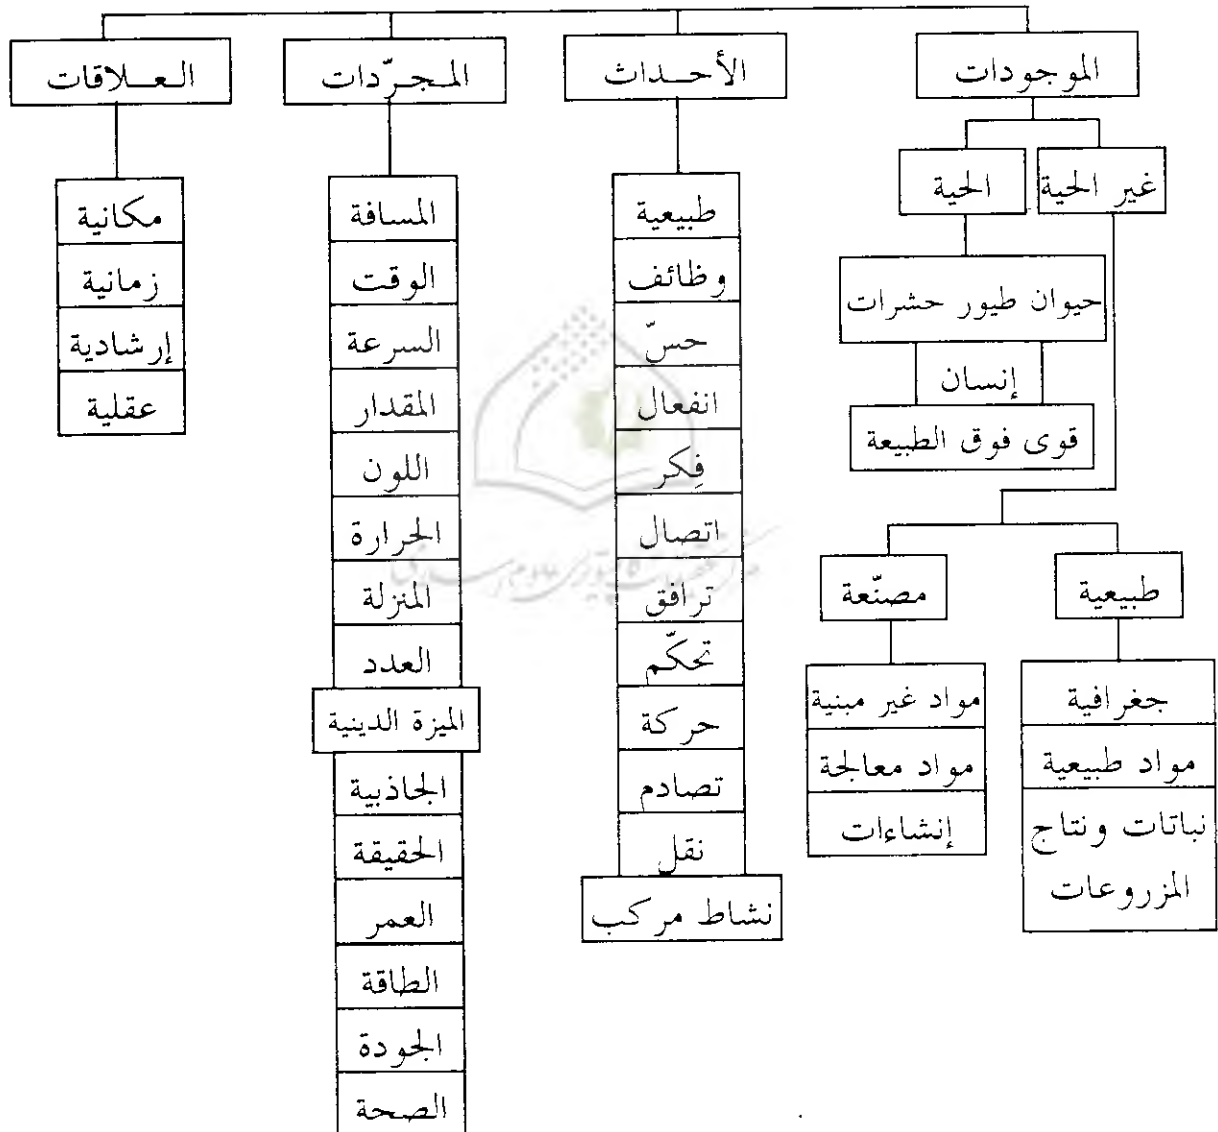 الموجودات
الأحداث
المجرّدات
العلاقات
غير الحية
الحية
حيوان طيور حشرات
إنسان
قوى فوق الطبيعة
طبيعية
مصنّعة
جغرافية
مواد طبيعية
نباتات ونتاج
المزروعات
مواد غير مبنية
مواد معالجة
إنشاءات
طبيعية
وظائف
حسّ
انفعال
فِكر
اتصال
ترافق
تحكّم
حركة
تصادم
نقل
نشاط مركب
المسافة
الوقت
السرعة
المقدار
اللون
الحرارة
المنزلة
العدد
الميزة الدينية
الجاذبية
الحقيقة
العمر
الطاقة
الجودة
الصحة
مكانية
زمانية
إرشادية
عقلية